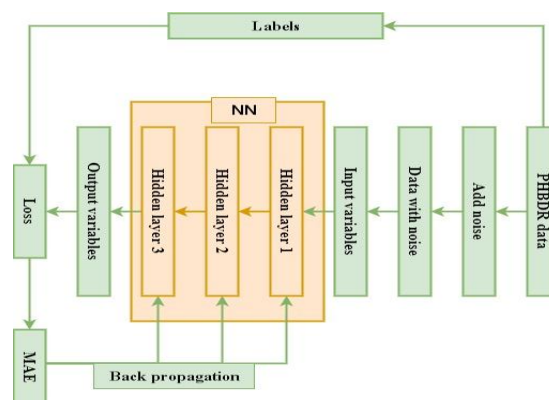 Labels
NN
PHBDR data
Add noise
Data with noise
Input variables
Hidden layer 1
Hidden layer 2
Hidden layer 3
Output variables
Loss
MAE
Back propagation